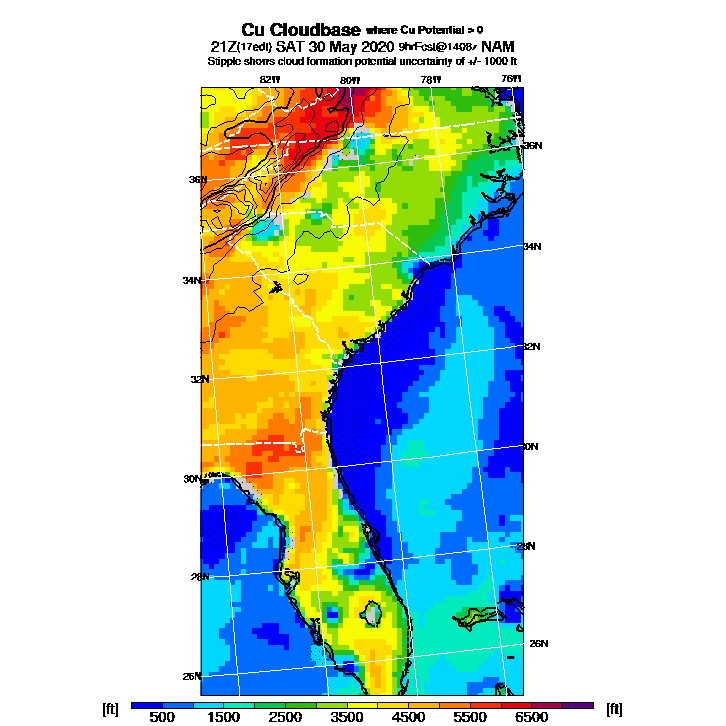 Cu Cloudbase where Cu Potential > 0
21Z(17edt) SAT 30 May 2020 9hrFcst@1408z NAM
Stipple shows cloud formation potential uncertainty of +/- 1000 ft
82W 80W 78W 76W
36N
36N
34N
34N
32N
32N
30N
30N
28N
28N
26N
26N
[ft] 500 1500 2500 3500 4500 5500 6500 [ft]